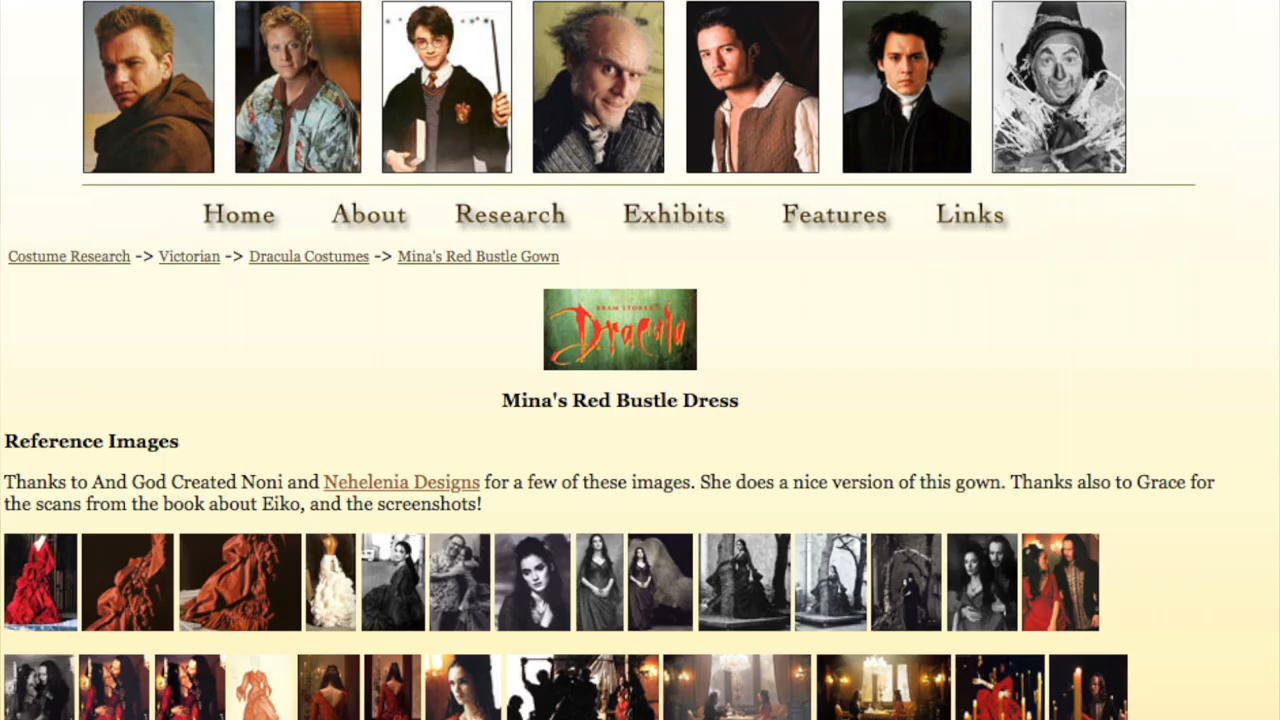 Home About Research Exhibits Features Links
Costume Research -> Victorian -> Dracula Costumes -> Mina's Red Bustle Gown
BRAM STOKER'S
Dracula
Mina's Red Bustle Dress
Reference Images
Thanks to And God Created Noni and Nehelenia Designs for a few of these images. She does a nice version of this gown. Thanks also to Grace for
the scans from the book about Eiko, and the screenshots!